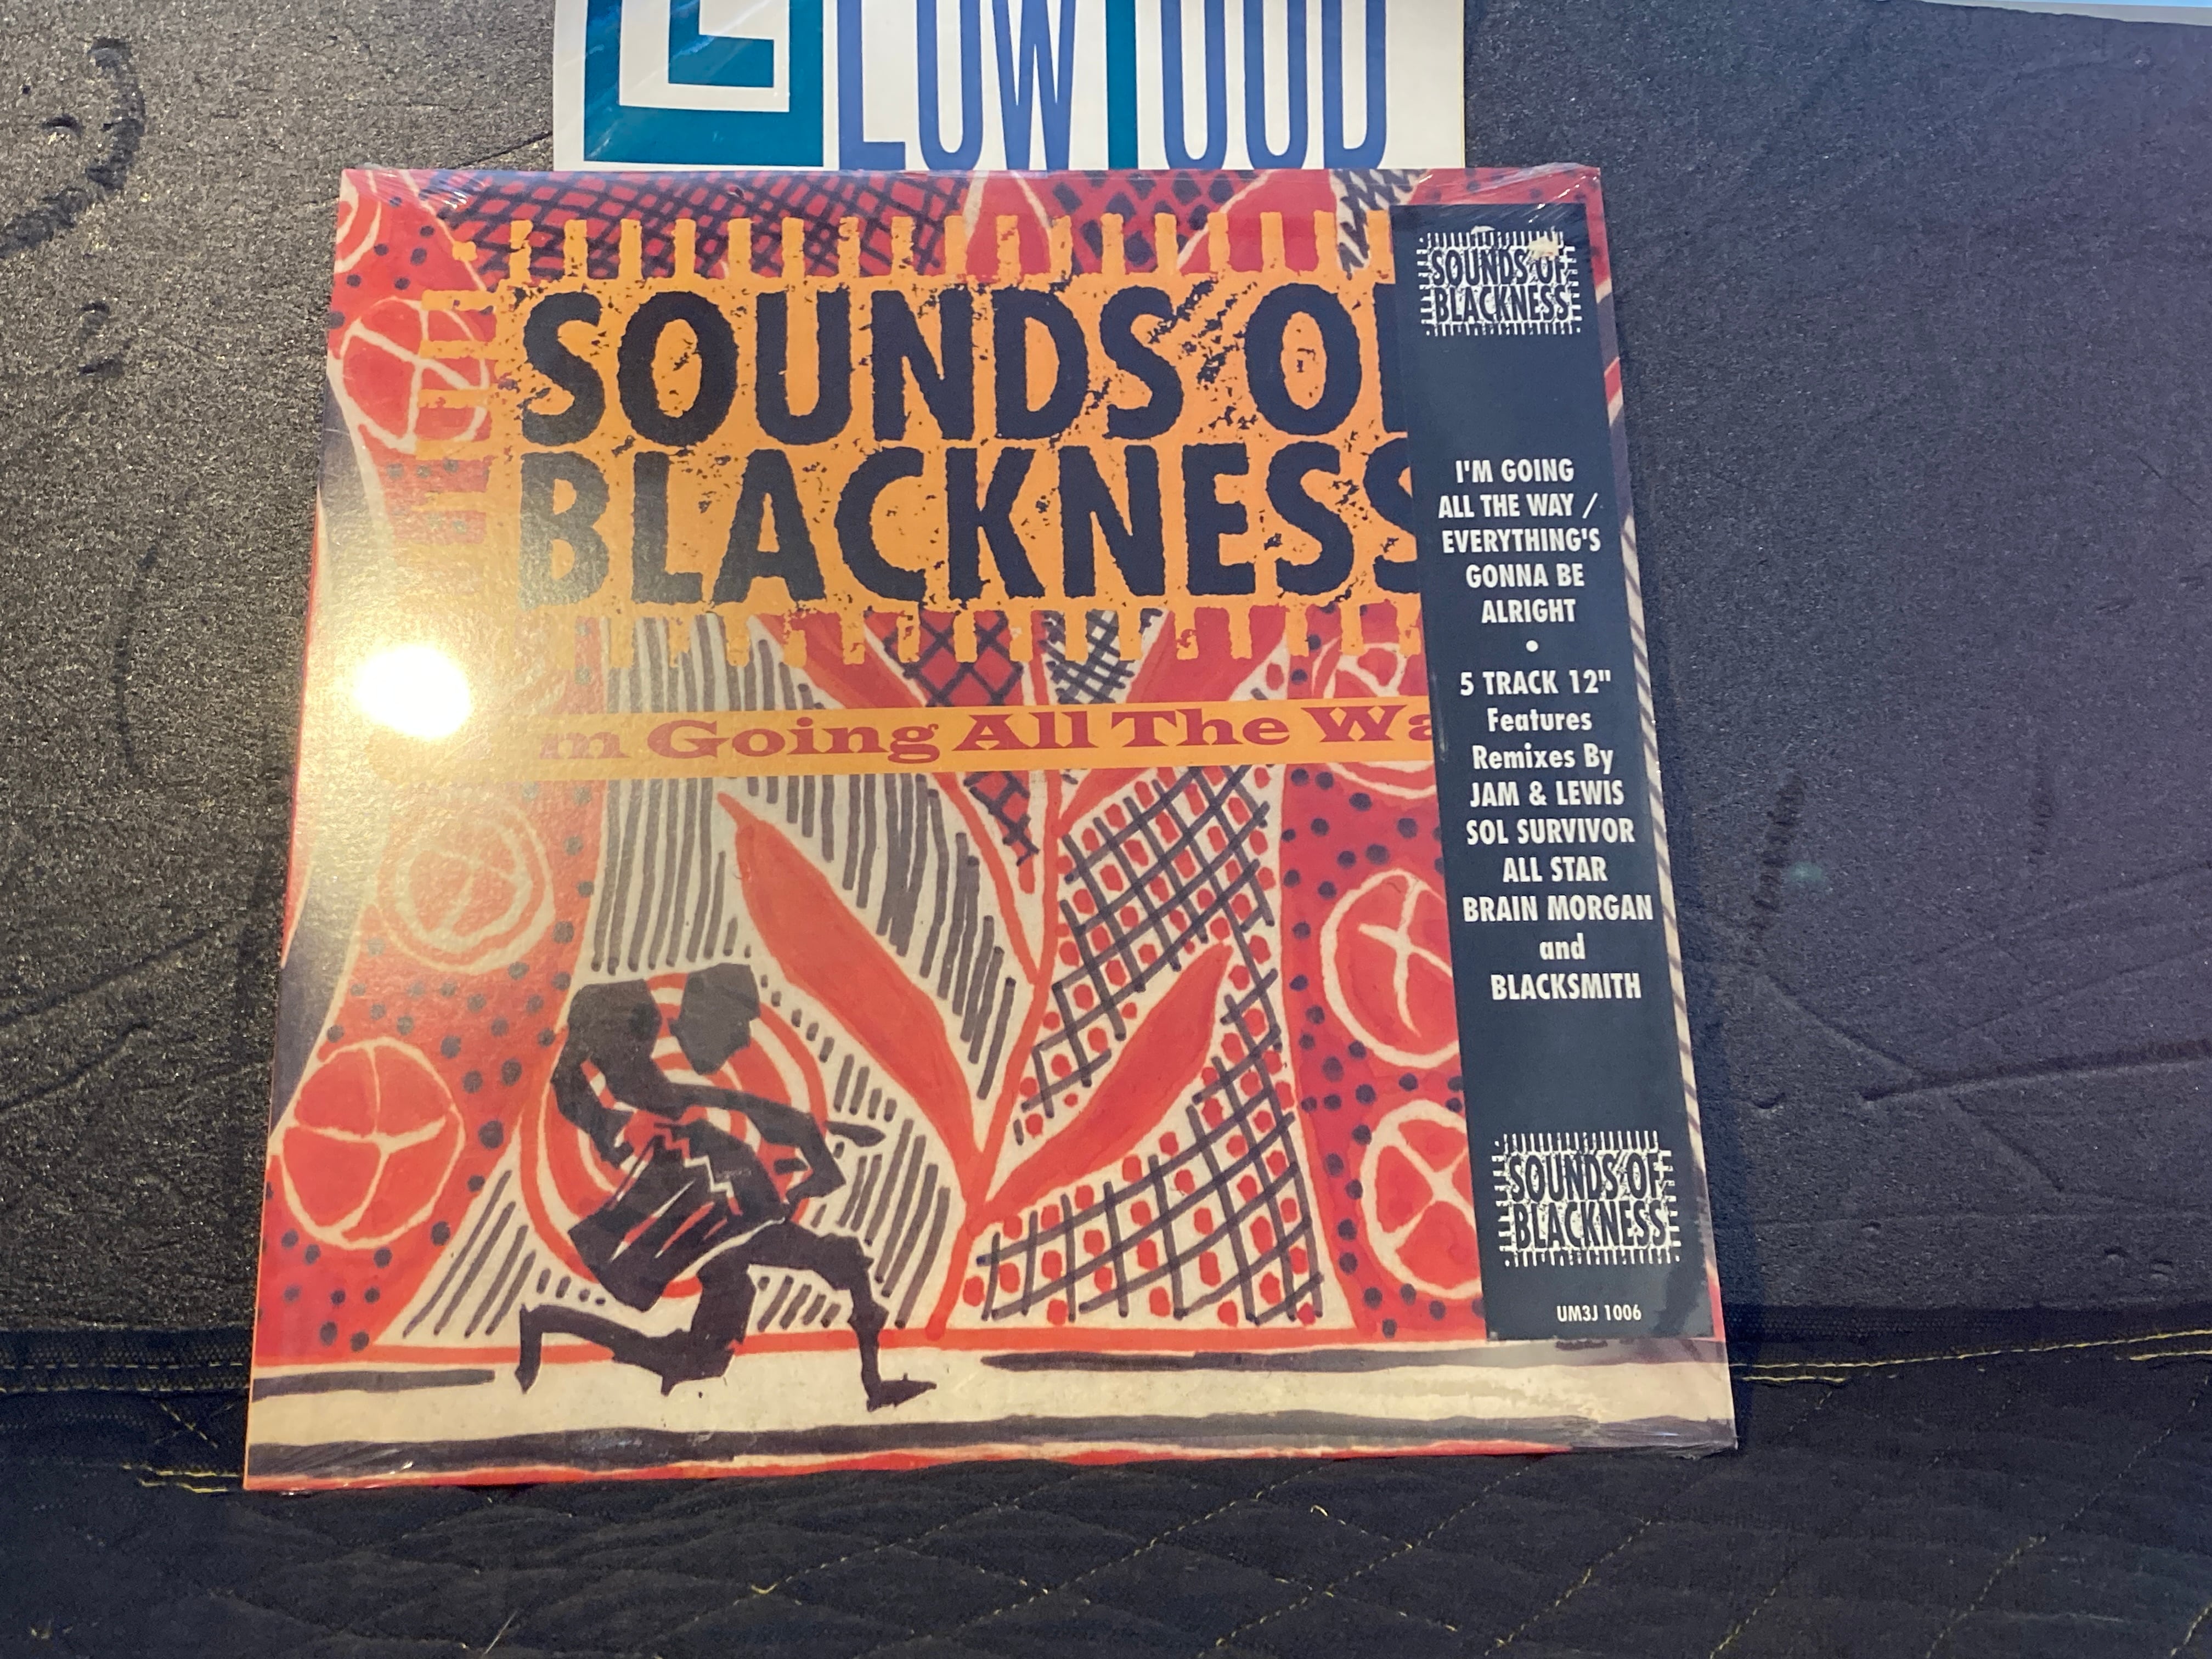 SOUNDS OF
BLACKNESS
m Going All The Wa
SOUNDS OF
BLACKNESS
I'M GOING
ALL THE WAY /
EVERYTHING'S
GONNA BE
ALRIGHT
•
5 TRACK 12"
Features
Remixes By
JAM & LEWIS
SOL SURVIVOR
ALL STAR
BRAIN MORGAN
and
BLACKSMITH
SOUNDS OF
BLACKNESS
UM3J 1006